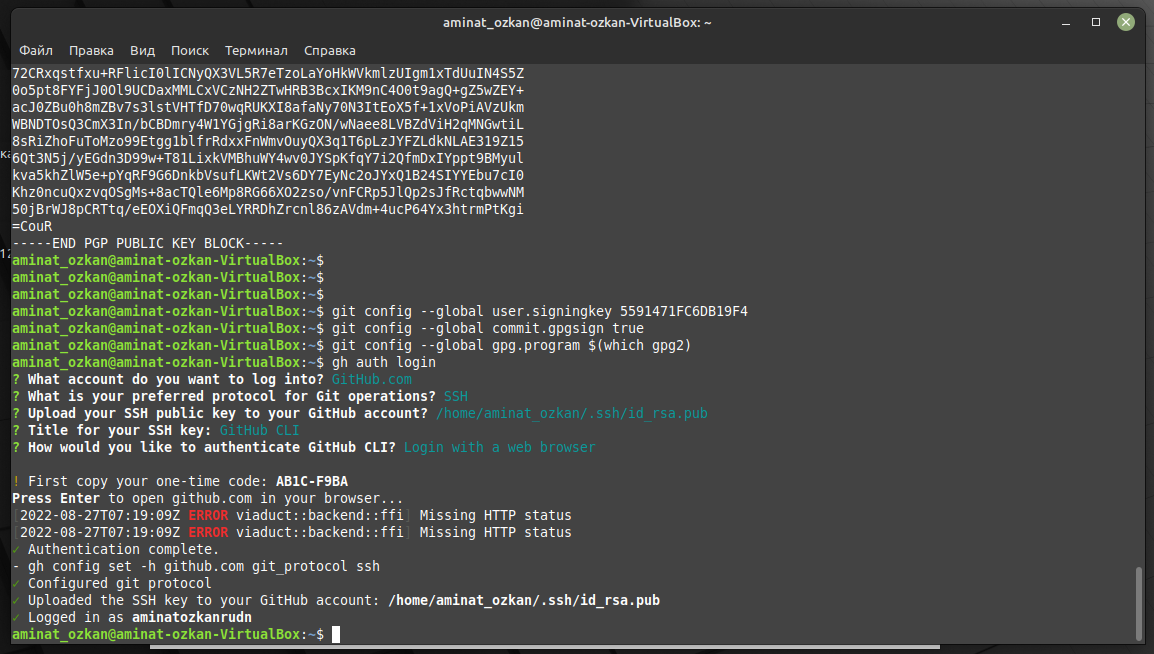 aminat_ozkan@aminat-ozkan-VirtualBox: ~
Файл Правка Вид Поиск Терминал Справка
72CRxqstfxu+RFlicI0lICNyQX3VL5R7eTzoLaYoHkWVkmlzUIgm1xTdUuIN4S5Z
0o5pt8FYFjJ0Ol9UCDaxMMLCxVCzNH2ZTwHRB3BcxIKM9nC4O0t9agQ+gZ5wZEY+
acJ0ZBu0h8mZBv7s3lstVHTfD70wqRUKXI8afaNy70N3ItEoX5f+1xVoPiAVzUkm
WBNDTOsQ3CmX3In/bCBDmry4W1YGjgRi8arKGzON/wNaee8LVBZdViH2qMNGwtiL
8sRiZhoFuToMzo99Etgg1blfrRdxxFnWmvOuyQX3q1T6pLzJYFZLdkNLAE319Z15
6Qt3N5j/yEGdn3D99w+T81LixkVMBhuWY4wv0JYSpKfqY7i2QfmDxIYppt9BMyul
kva5khZlW5e+pYqRF9G6DnkbVsufLKWt2Vs6DY7EyNc2oJYxQ1B24SIYYEbu7cI0
Khz0ncuQxzvqOSgMs+8acTQle6Mp8RG66XO2zso/vnFCRp5JlQp2sJfRctqbwwNM
50jBrWJ8pCRTtq/eEOXiQFmqQ3eLYRRDhZrcnl86zAVdm+4ucP64Yx3htrmPtKgi
=CouR
-----END PGP PUBLIC KEY BLOCK-----
aminat_ozkan@aminat-ozkan-VirtualBox:~$
aminat_ozkan@aminat-ozkan-VirtualBox:~$
aminat_ozkan@aminat-ozkan-VirtualBox:~$
aminat_ozkan@aminat-ozkan-VirtualBox:~$ git config --global user.signingkey 5591471FC6DB19F4
aminat_ozkan@aminat-ozkan-VirtualBox:~$ git config --global commit.gpgsign true
aminat_ozkan@aminat-ozkan-VirtualBox:~$ git config --global gpg.program $(which gpg2)
aminat_ozkan@aminat-ozkan-VirtualBox:~$ gh auth login
? What account do you want to log into? GitHub.com
? What is your preferred protocol for Git operations? SSH
? Upload your SSH public key to your GitHub account? /home/aminat_ozkan/.ssh/id_rsa.pub
? Title for your SSH key: GitHub CLI
? How would you like to authenticate GitHub CLI? Login with a web browser
! First copy your one-time code: AB1C-F9BA
Press Enter to open github.com in your browser...
[2022-08-27T07:19:09Z ERROR viaduct::backend::ffi] Missing HTTP status
[2022-08-27T07:19:09Z ERROR viaduct::backend::ffi] Missing HTTP status
✓ Authentication complete.
- gh config set -h github.com git_protocol ssh
✓ Configured git protocol
✓ Uploaded the SSH key to your GitHub account: /home/aminat_ozkan/.ssh/id_rsa.pub
✓ Logged in as aminatozkanrudn
aminat_ozkan@aminat-ozkan-VirtualBox:~$